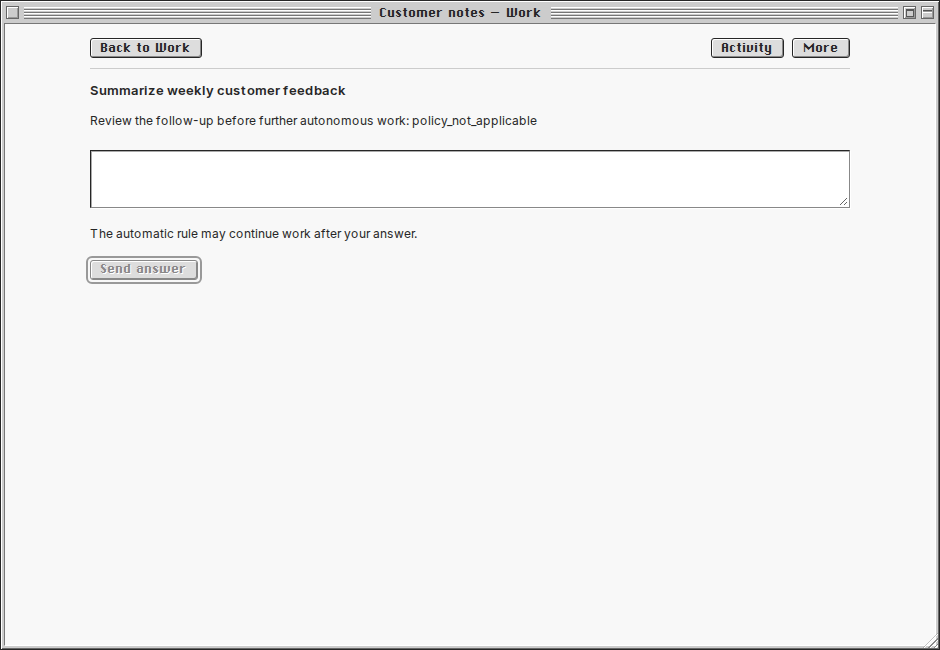 Customer notes — Work
Back to Work
Activity
More
Summarize weekly customer feedback
Review the follow-up before further autonomous work: policy_not_applicable
The automatic rule may continue work after your answer.
Send answer